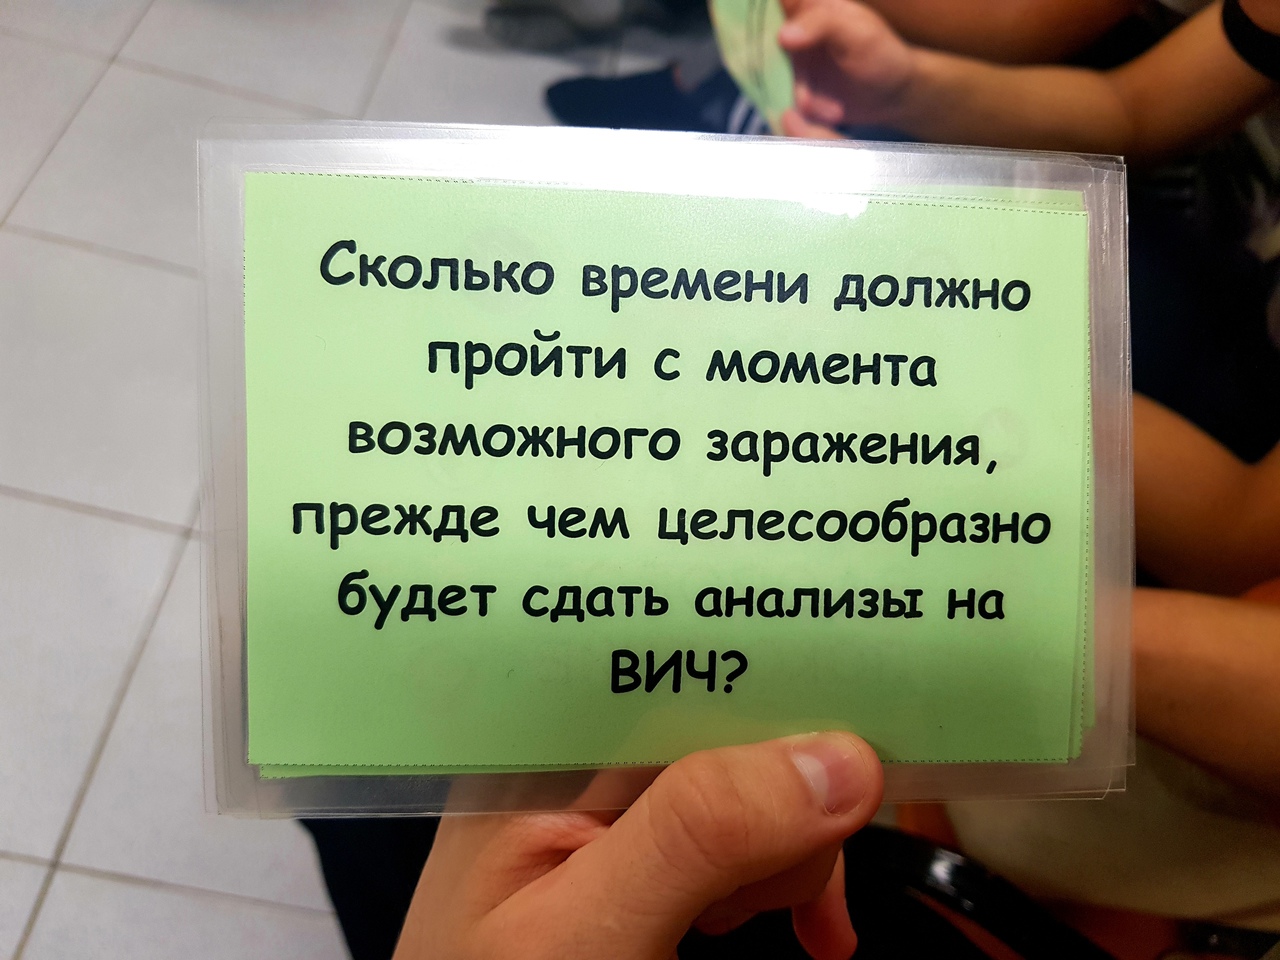 Сколько времени должно
пройти с момента
возможного заражения,
прежде чем целесообразно
будет сдать анализы на
ВИЧ?